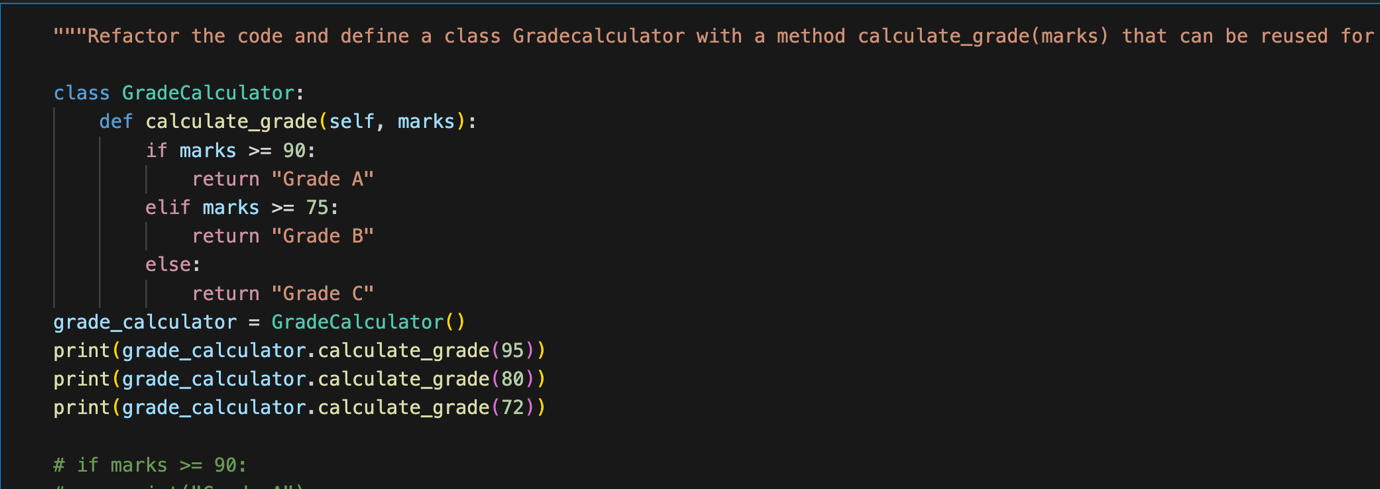 """Refactor the code and define a class Gradecalculator with a method calculate_grade(marks) that can be reused for
class GradeCalculator:
    def calculate_grade(self, marks):
        if marks >= 90:
            return "Grade A"
        elif marks >= 75:
            return "Grade B"
        else:
            return "Grade C"
grade_calculator = GradeCalculator()
print(grade_calculator.calculate_grade(95))
print(grade_calculator.calculate_grade(80))
print(grade_calculator.calculate_grade(72))
# if marks >= 90: